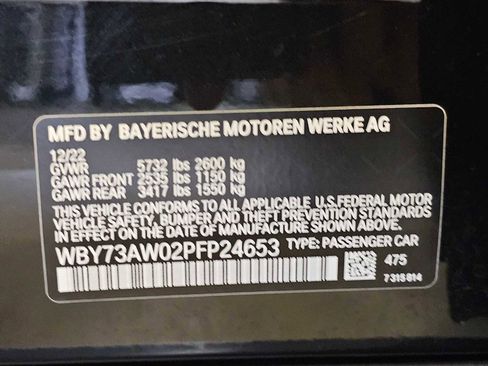 MFD BY BAYERISCHE MOTOREN WERKE AG
12/22
GVWR 5732 lbs 2600 kg
GAWR FRONT 2535 lbs 1150 kg
GAWR REAR 3417 lbs 1550 kg
THIS VEHICLE CONFORMS TO ALL APPLICABLE U.S.FEDERAL MOTOR
VEHICLE SAFETY, BUMPER AND THEFT PREVENTION STANDARDS IN
EFFECT ON THE DATE OF MANUFACTURE SHOWN ABOVE.
WBY73AW02PFP24653 TYPE: PASSENGER CAR
475
7315814